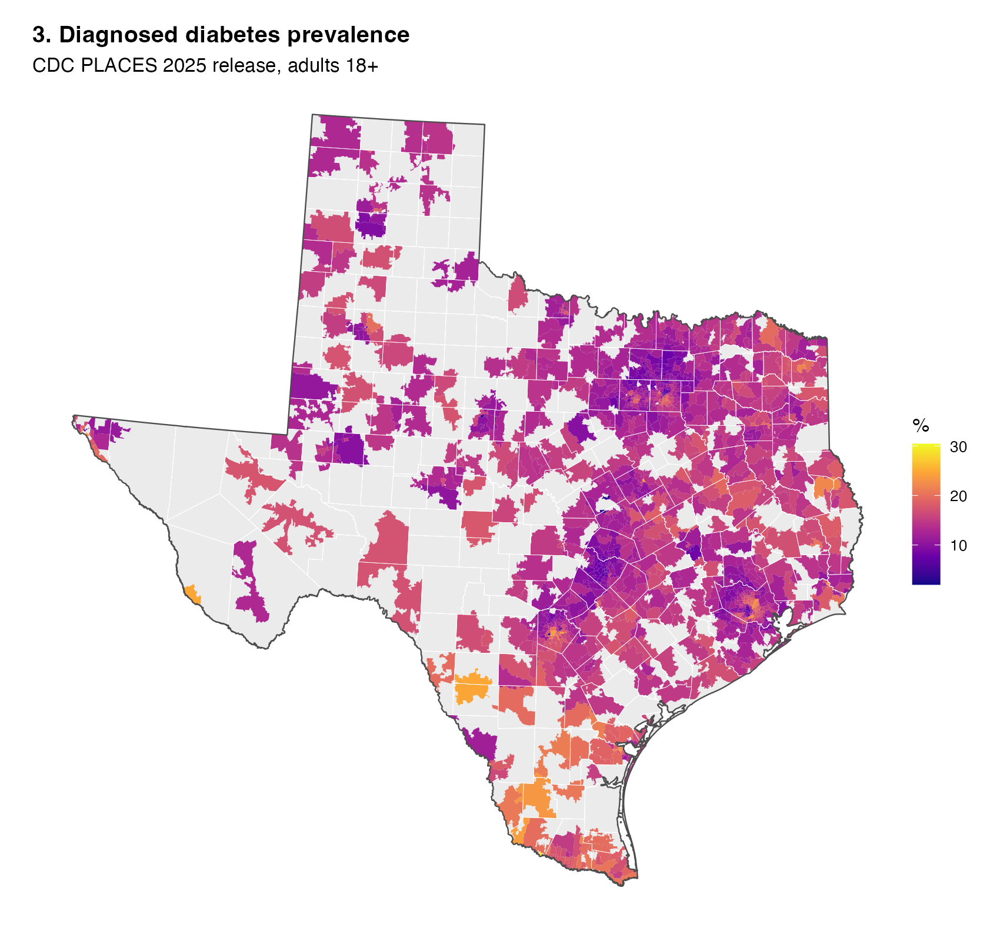 3. Diagnosed diabetes prevalence
CDC PLACES 2025 release, adults 18+
%
30
20
10